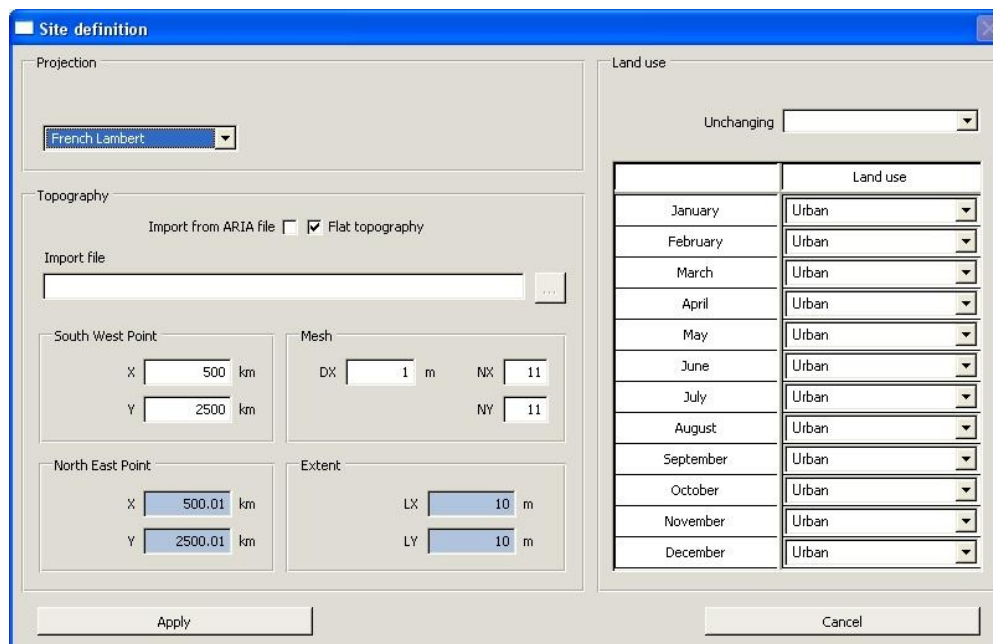 Site definition
Projection
French Lambert
Topography
Import from ARIA file Flat topography
Import file
...
South West Point
X 500 km
Y 2500 km
Mesh
DX 1 m NX 11
NY 11
North East Point
X 500.01 km
Y 2500.01 km
Extent
LX 10 m
LY 10 m
Apply
Land use
Unchanging
Land use
January Urban
February Urban
March Urban
April Urban
May Urban
June Urban
July Urban
August Urban
September Urban
October Urban
November Urban
December Urban
Cancel